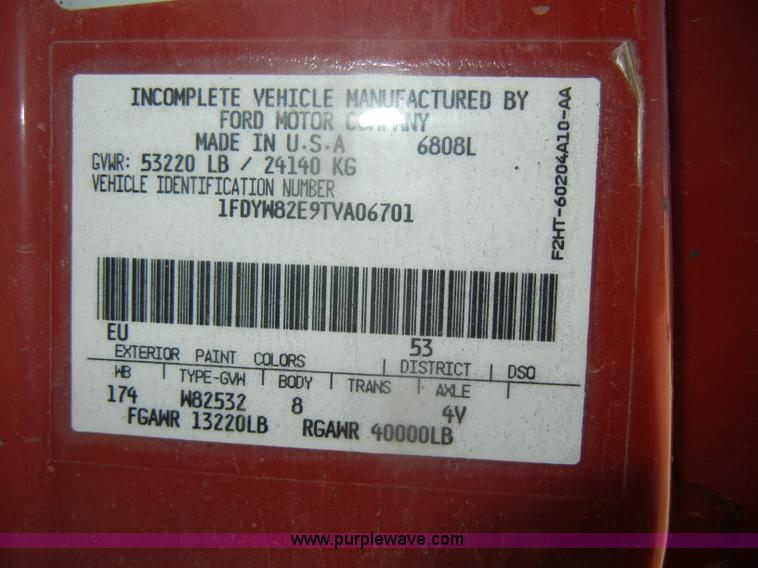 INCOMPLETE VEHICLE MANUFACTURED BY
FORD MOTOR COMPANY
MADE IN U.S.A 6808L
GVWR: 53220 LB / 24140 KG
VEHICLE IDENTIFICATION NUMBER
1FDYW82E9TVA06701
F2HT-60204A10-AA
EU 53
EXTERIOR PAINT COLORS DISTRICT DSO
WB TYPE-GVW BODY TRANS AXLE
174 W82532 8 4V
FGAWR 13220LB RGAWR 40000LB
www.purplewave.com